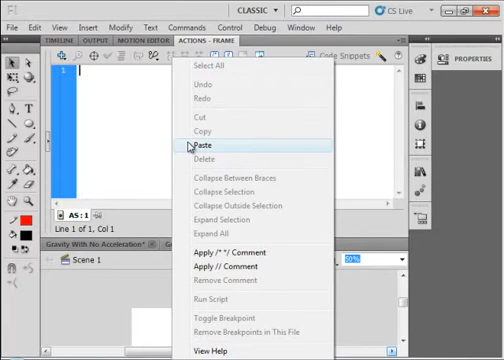 Fl
CLASSIC
CS Live
File
Edit
View
Insert
Modify
Text
Commands
Control
Debug
Window
Help
TIMELINE
OUTPUT
MOTION EDITOR
ACTIONS - FRAME
Code Snippets
PROPERTIES
1
Select All
Undo
Redo
Cut
Copy
Paste
Delete
Collapse Between Braces
Collapse Selection
Collapse Outside Selection
Expand Selection
Expand All
Apply /* */ Comment
Apply // Comment
Remove Comment
Run Script
Toggle Breakpoint
Remove Breakpoints in This File
View Help
AS : 1
Line 1 of 1, Col 1
Gravity With No Acceleration*
Scene 1
50%